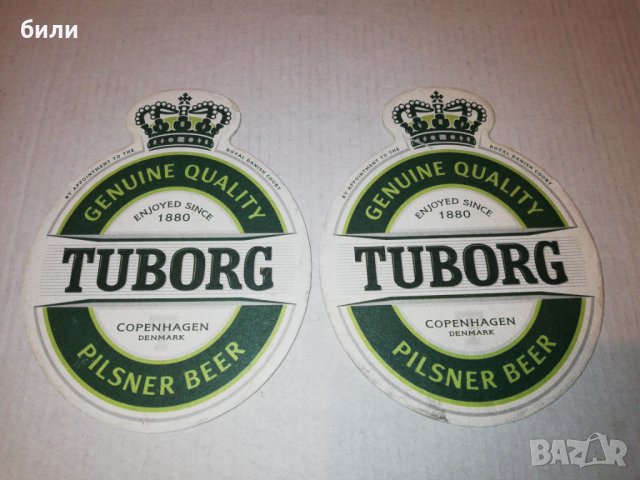 били
BY APPOINTMENT TO THE ROYAL DANISH COURT
GENUINE QUALITY
ENJOYED SINCE
1880
TUBORG
COPENHAGEN
DENMARK
PILSNER BEER
BY APPOINTMENT TO THE ROYAL DANISH COURT
GENUINE QUALITY
ENJOYED SINCE
1880
TUBORG
COPENHAGEN
DENMARK
PILSNER BEER
BAZAR